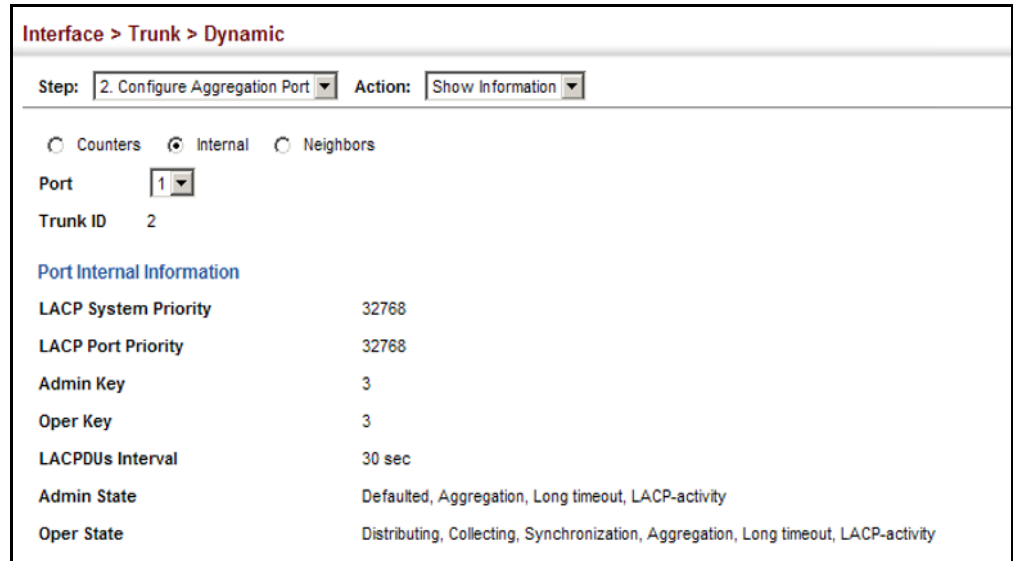 Interface > Trunk > Dynamic
Step: 2. Configure Aggregation Port Action: Show Information
Counters Internal Neighbors
Port 1
Trunk ID 2
Port Internal Information
LACP System Priority 32768
LACP Port Priority 32768
Admin Key 3
Oper Key 3
LACPDUs Interval 30 sec
Admin State Defaulted, Aggregation, Long timeout, LACP-activity
Oper State Distributing, Collecting, Synchronization, Aggregation, Long timeout, LACP-activity